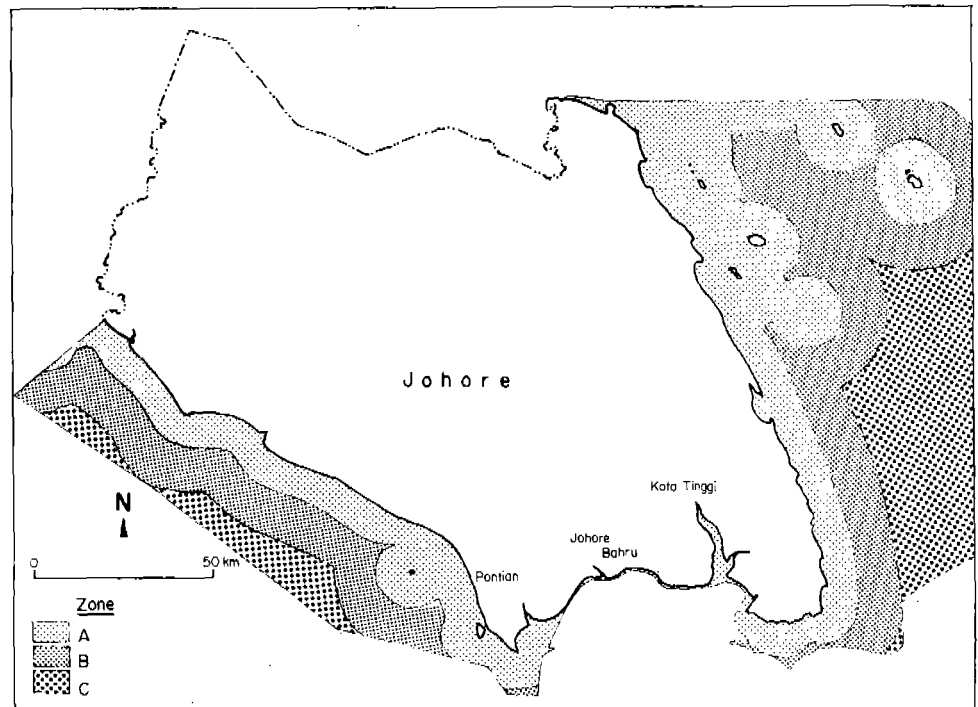 Johore
Kota Tinggi
Johore
Bahru
Pontian
N
0 50 km
Zone
A
B
C